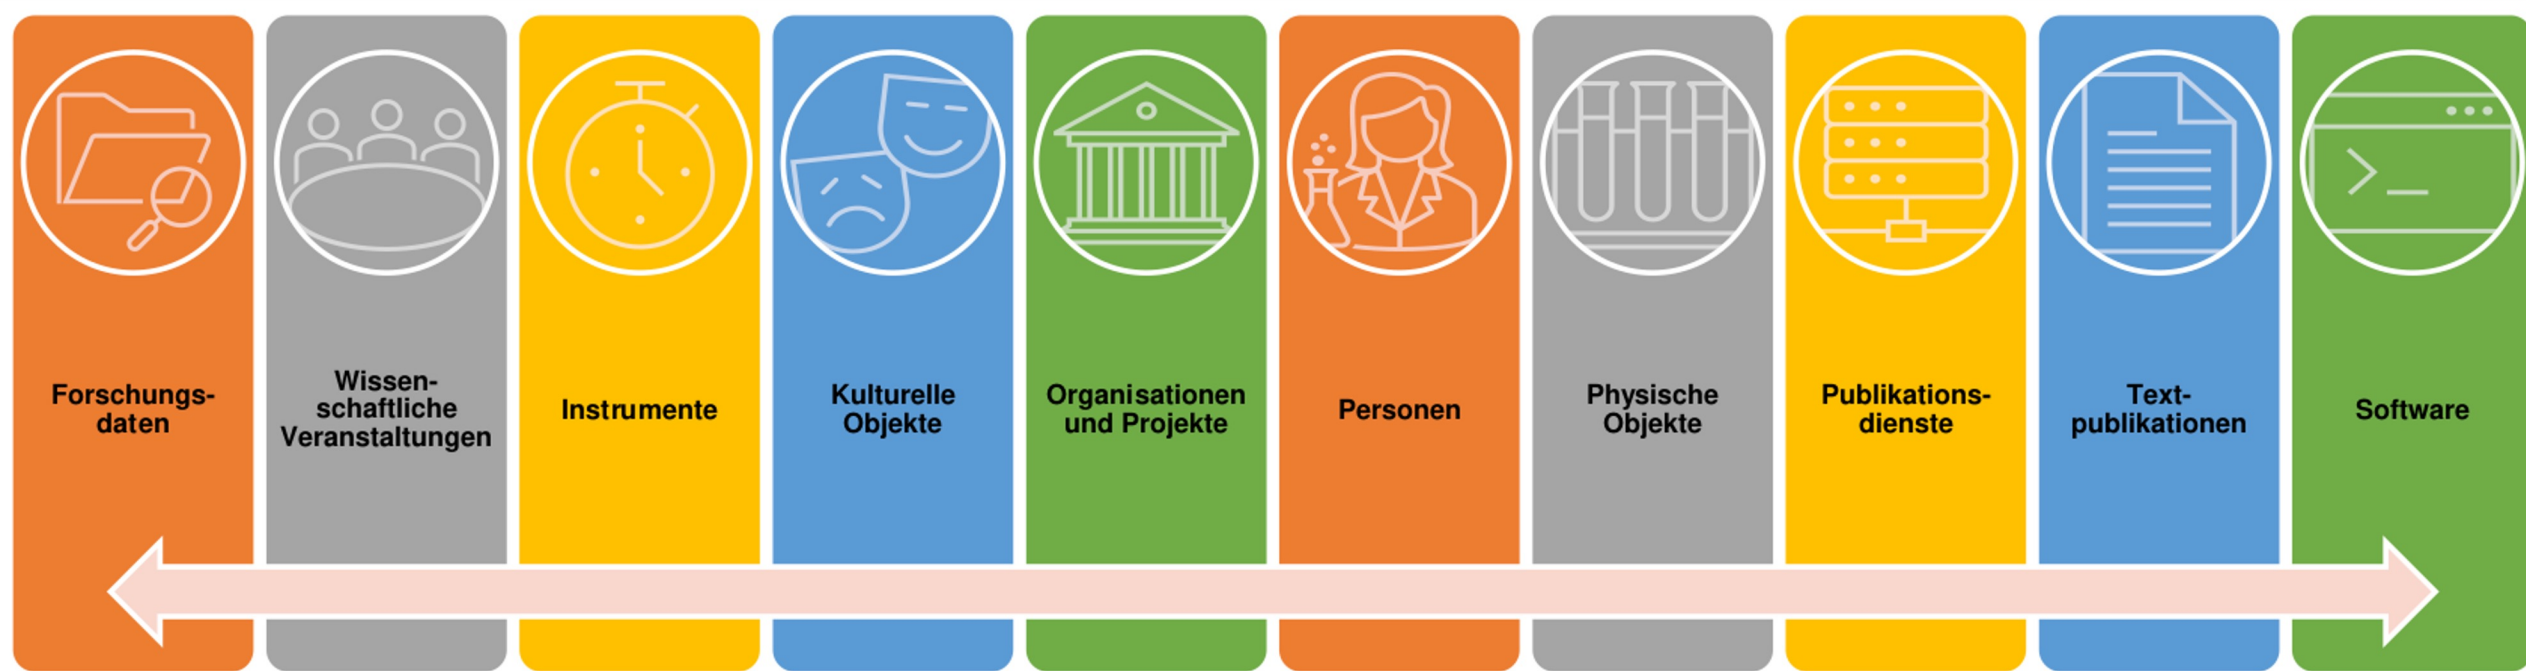 Forschungs-
daten
Wissen-
schaftliche
Veranstaltungen
Instrumente
Kulturelle
Objekte
Organisationen
und Projekte
Personen
Physische
Objekte
Publikations-
dienste
Text-
publikationen
Software